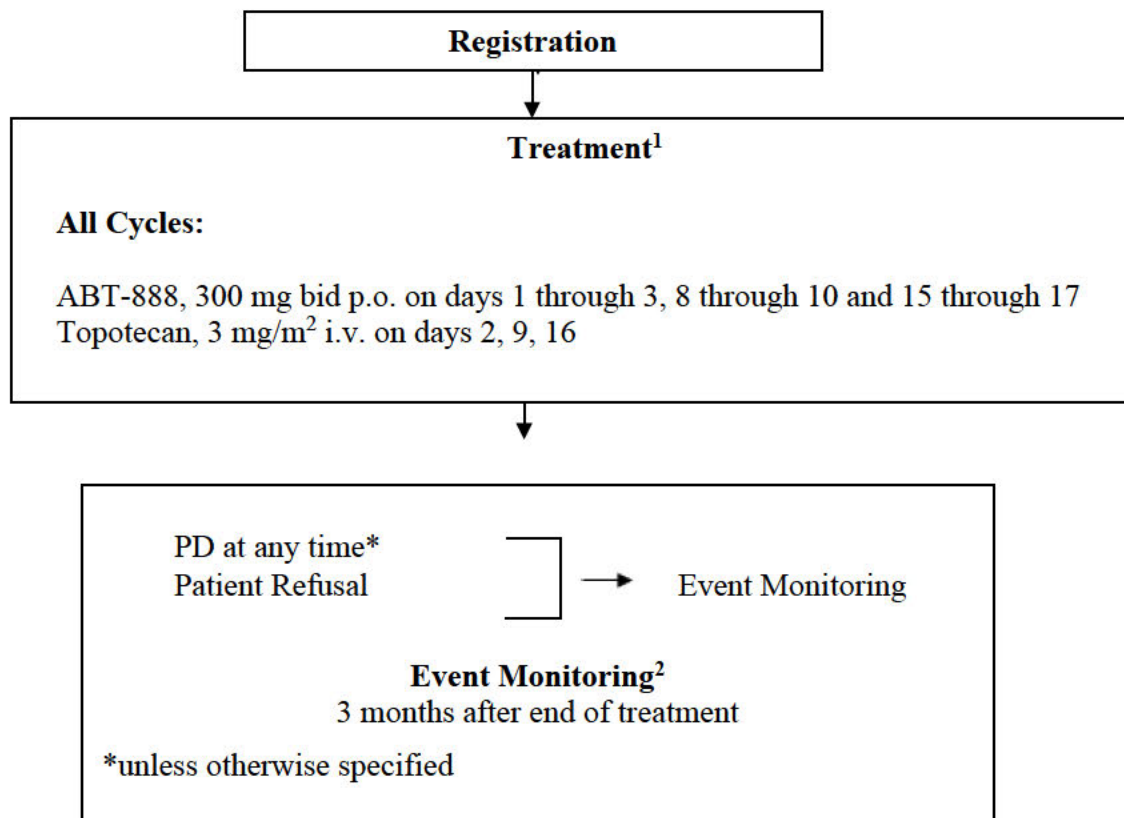 Registration
Treatment¹
All Cycles:
ABT-888, 300 mg bid p.o. on days 1 through 3, 8 through 10 and 15 through 17
Topotecan, 3 mg/m² i.v. on days 2, 9, 16
PD at any time*
Patient Refusal
Event Monitoring
Event Monitoring²
3 months after end of treatment
*unless otherwise specified